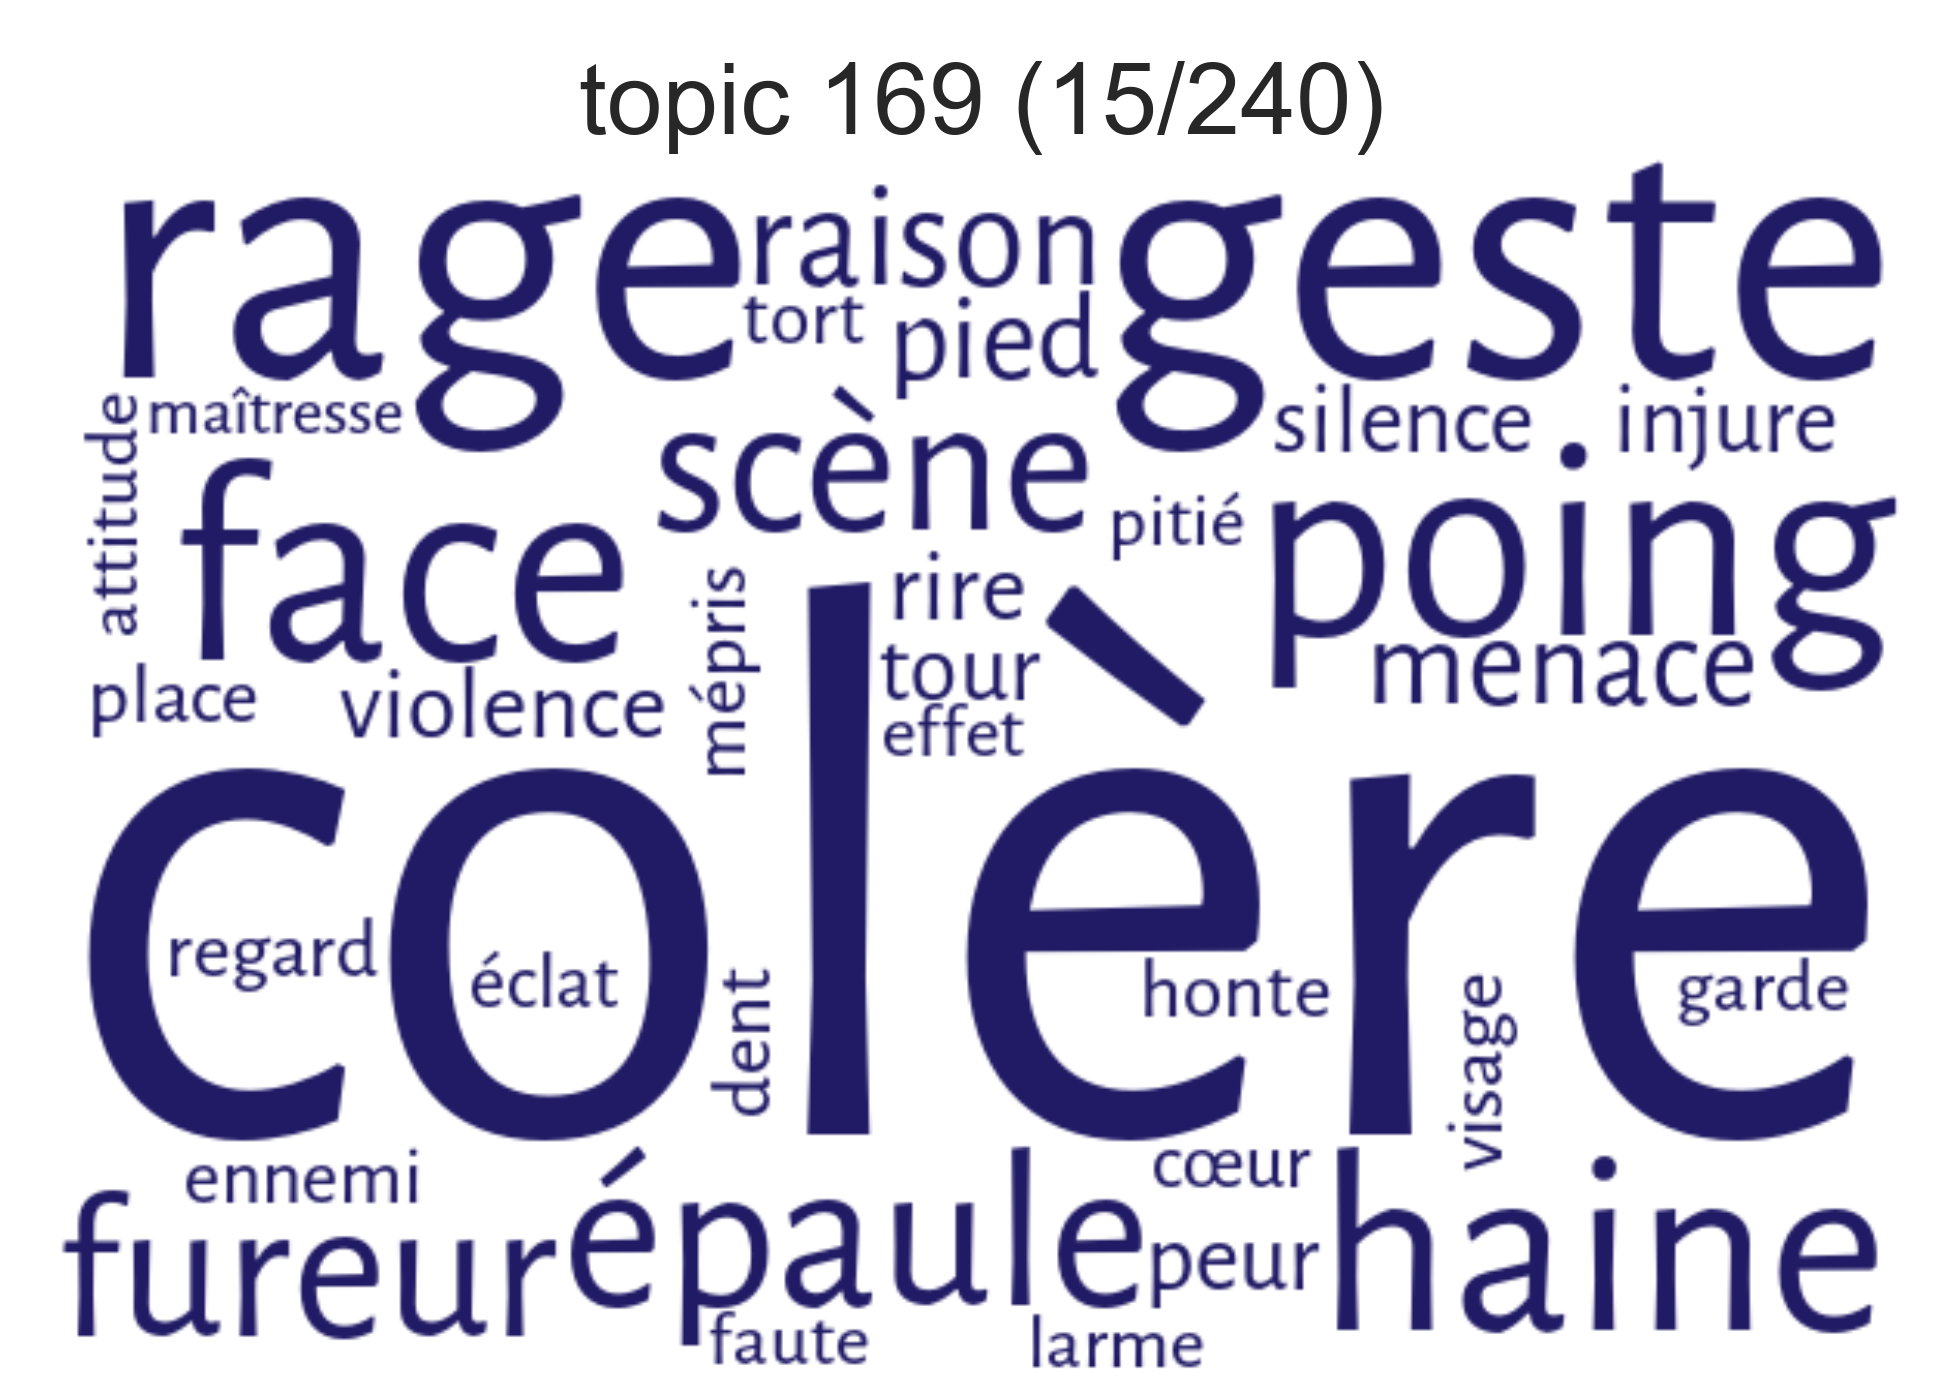 topic 169 (15/240)
rage
raison
geste
tort
pied
maîtresse
attitude
silence
injure
scène
face
pitié
poing
mépris
rire
tour
effet
menace
place
violence
colère
regard
éclat
dent
honte
visage
garde
ennemi
fureur
épaule
cœur
peur
haine
faute
larme